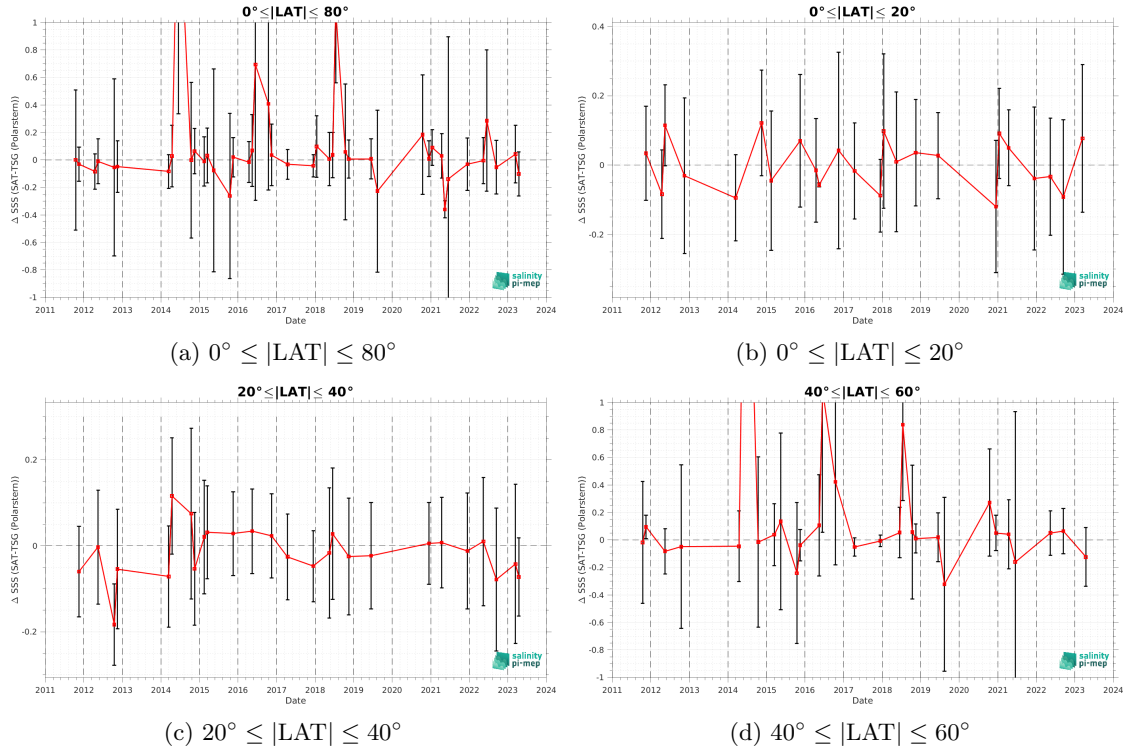 0°≤|LAT|≤ 80°
Δ SSS (SAT-TSG (Polarstern))
1
0.8
0.6
0.4
0.2
0
-0.2
-0.4
-0.6
-0.8
-1
2011 2012 2013 2014 2015 2016 2017 2018 2019 2020 2021 2022 2023 2024
Date
salinity
pi-mep
(a) 0° ≤ |LAT| ≤ 80°
0°≤|LAT|≤ 20°
Δ SSS (SAT-TSG (Polarstern))
0.4
0.2
0
-0.2
2011 2012 2013 2014 2015 2016 2017 2018 2019 2020 2021 2022 2023 2024
Date
salinity
pi-mep
(b) 0° ≤ |LAT| ≤ 20°
20°≤|LAT|≤ 40°
Δ SSS (SAT-TSG (Polarstern))
0.2
0
-0.2
2011 2012 2013 2014 2015 2016 2017 2018 2019 2020 2021 2022 2023 2024
Date
salinity
pi-mep
(c) 20° ≤ |LAT| ≤ 40°
40°≤|LAT|≤ 60°
Δ SSS (SAT-TSG (Polarstern))
1
0.8
0.6
0.4
0.2
0
-0.2
-0.4
-0.6
-0.8
-1
2011 2012 2013 2014 2015 2016 2017 2018 2019 2020 2021 2022 2023 2024
Date
salinity
pi-mep
(d) 40° ≤ |LAT| ≤ 60°